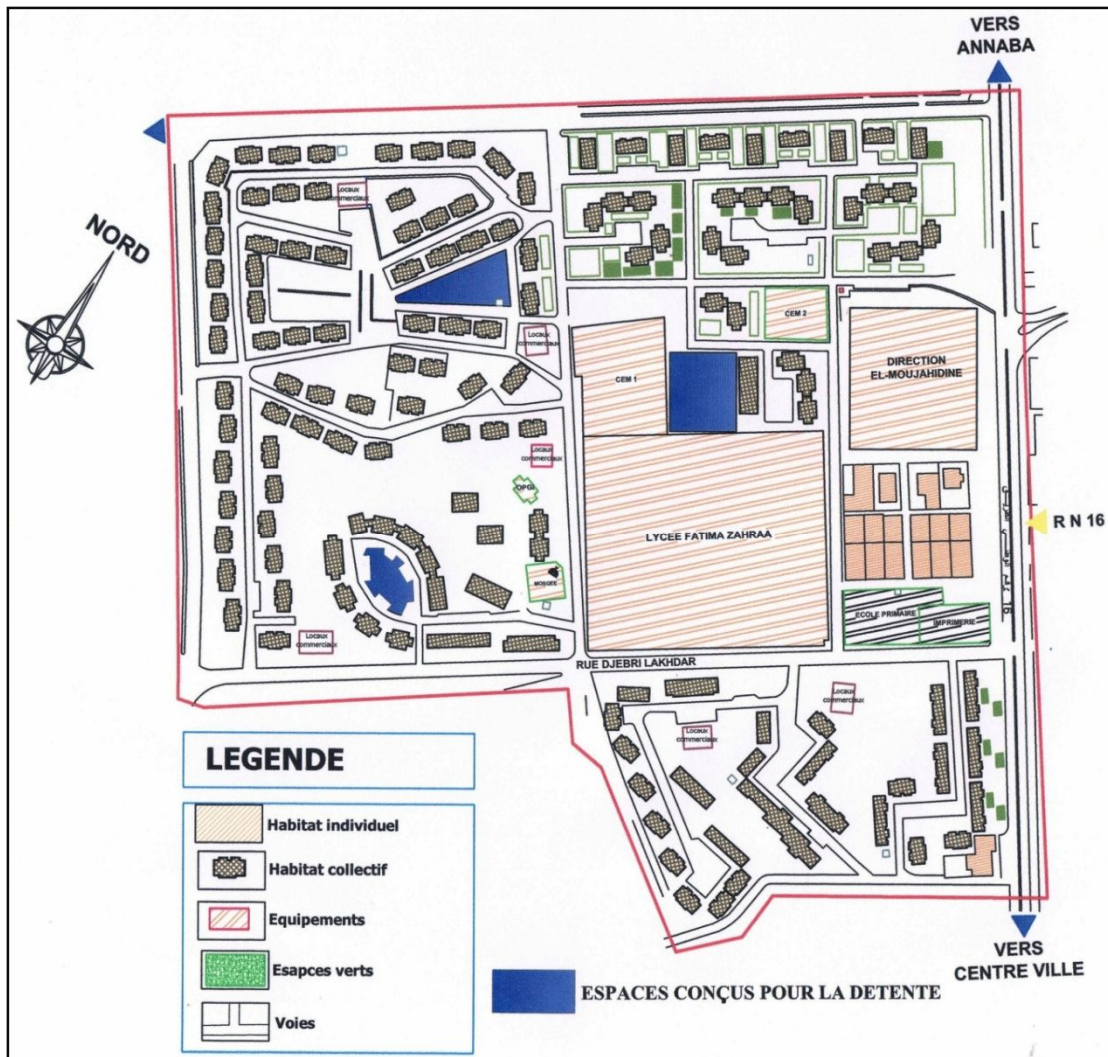 VERS
ANNABA
NORD
Locaux
commerciaux
Locaux
commerciaux
CEM 2
CEM 1
DIRECTION
EL-MOUJAHIDINE
Locaux
commerciaux
OPGI
R N 16
LYCEE FATIMA ZAHRAA
MOSQEE
ECOLE PRIMAIRE
IMPRIMERIE
Locaux
commerciaux
RUE DJEBRI LAKHDAR
Locaux
commerciaux
Locaux
commerciaux
LEGENDE
Habitat individuel
Habitat collectif
Equipements
Esapces verts
Voies
ESPACES CONÇUS POUR LA DETENTE
VERS
CENTRE VILLE